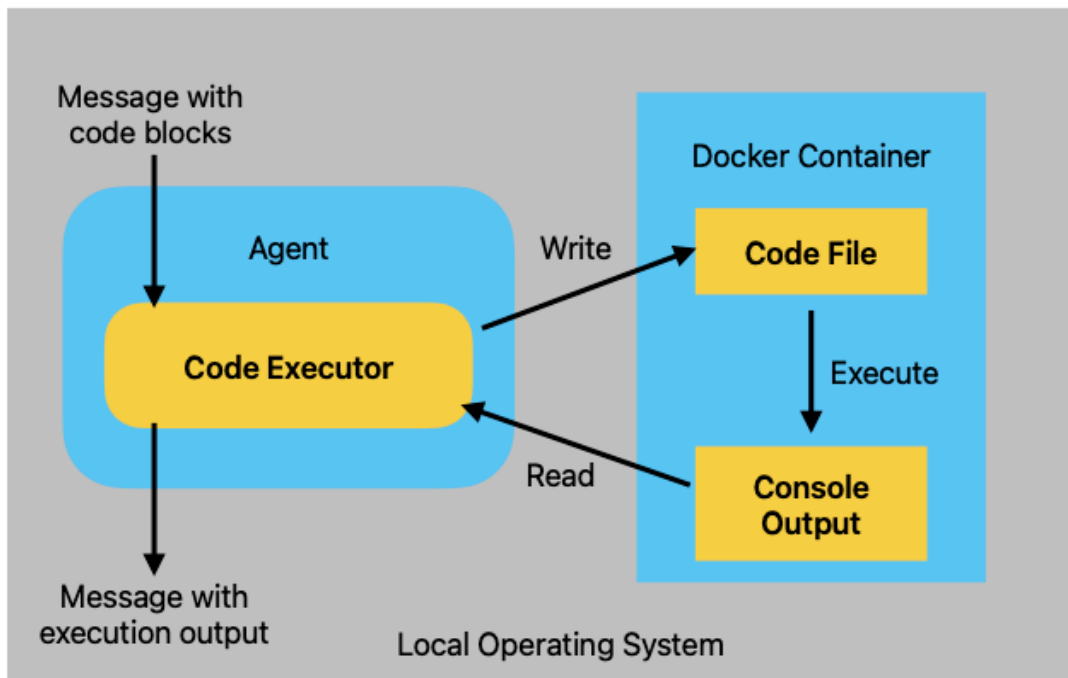 Message with
code blocks
Agent
Code Executor
Write
Read
Docker Container
Code File
Execute
Console
Output
Message with
execution output
Local Operating System